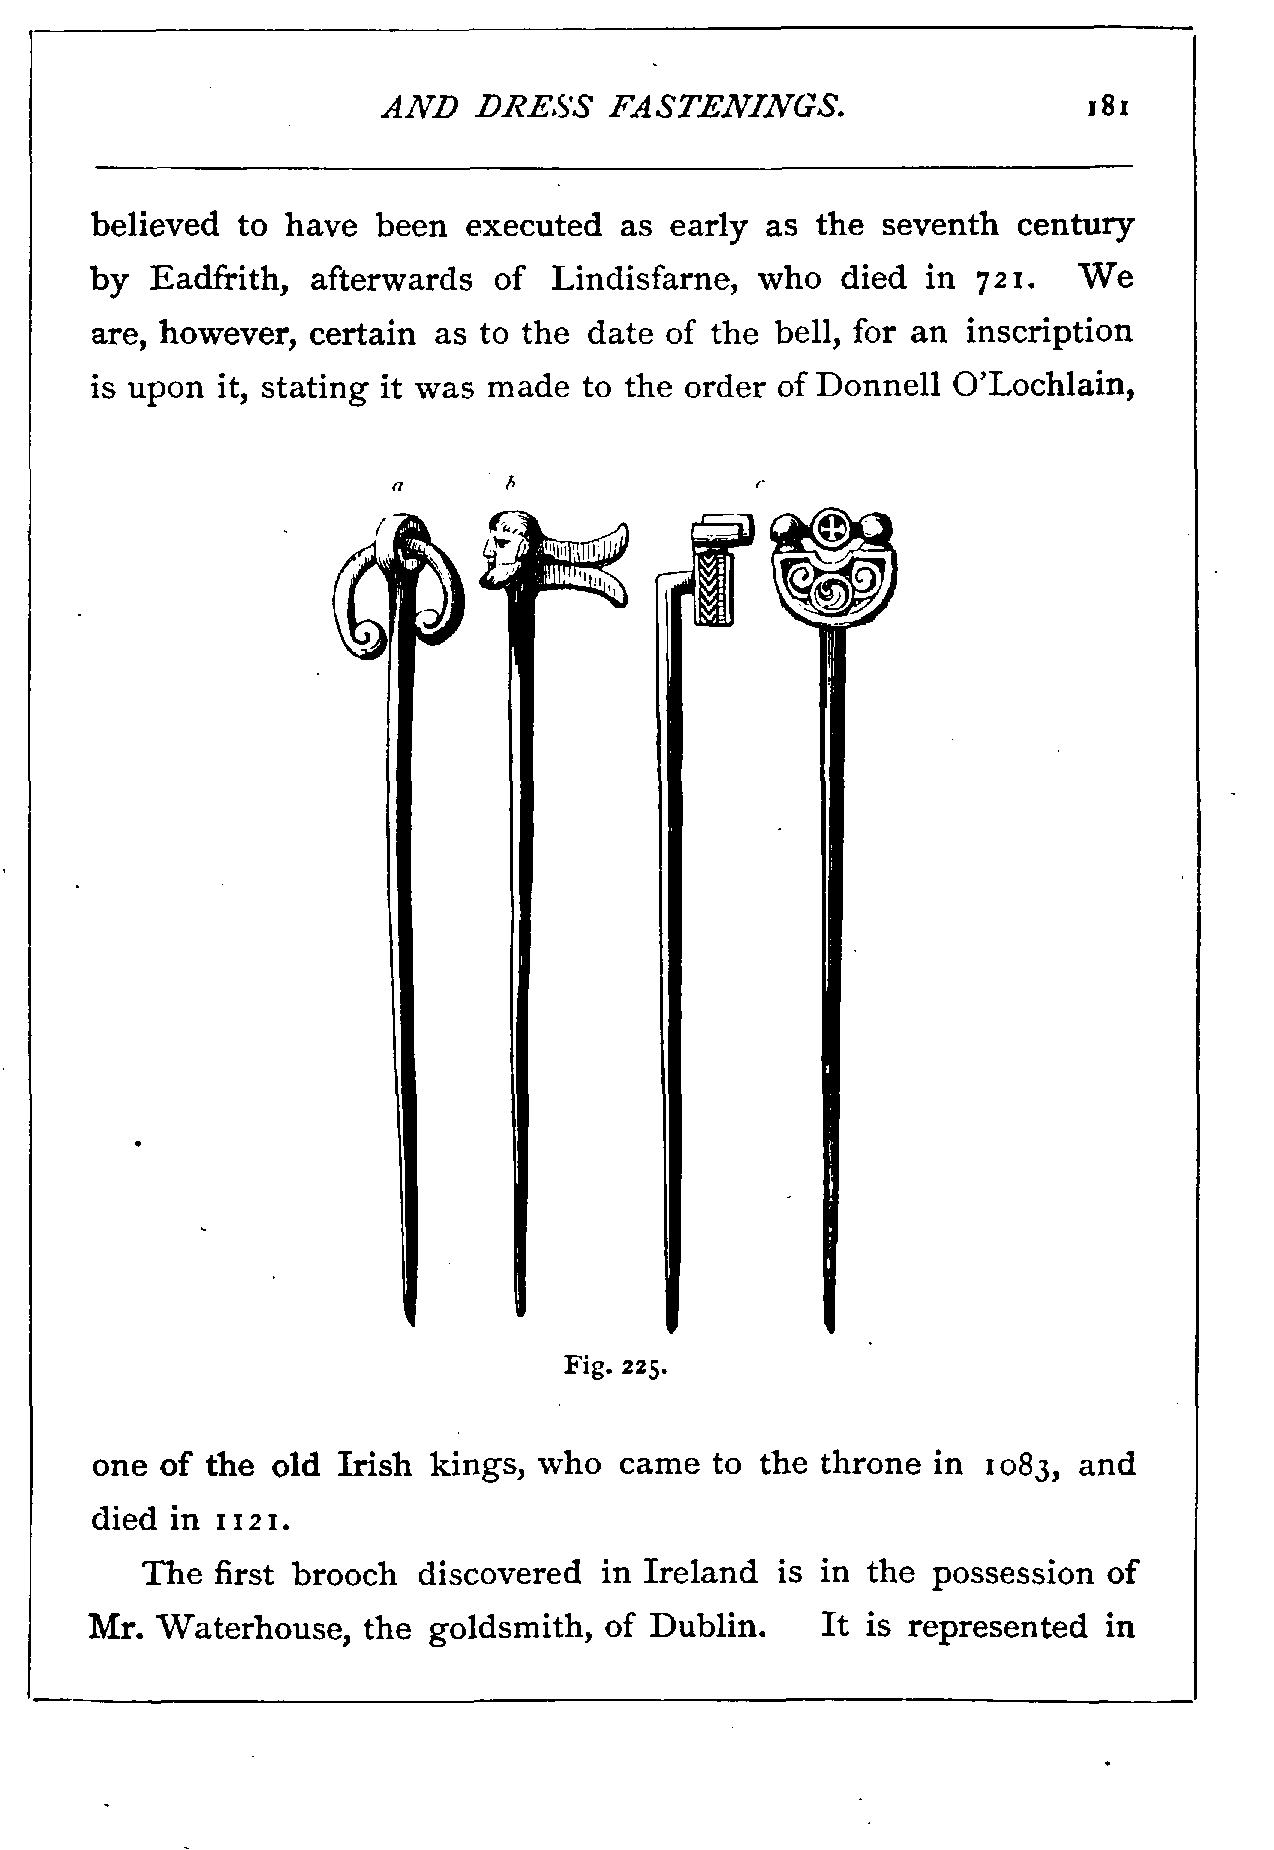 AND DRESS FASTENINGS. 181
believed to have been executed as early as the seventh century
by Eadfrith, afterwards of Lindisfarne, who died in 721. We
are, however, certain as to the date of the bell, for an inscription
is upon it, stating it was made to the order of Donnell O'Lochlain,
a b c
Fig. 225.
one of the old Irish kings, who came to the throne in 1083, and
died in 1121.
The first brooch discovered in Ireland is in the possession of
Mr. Waterhouse, the goldsmith, of Dublin. It is represented in